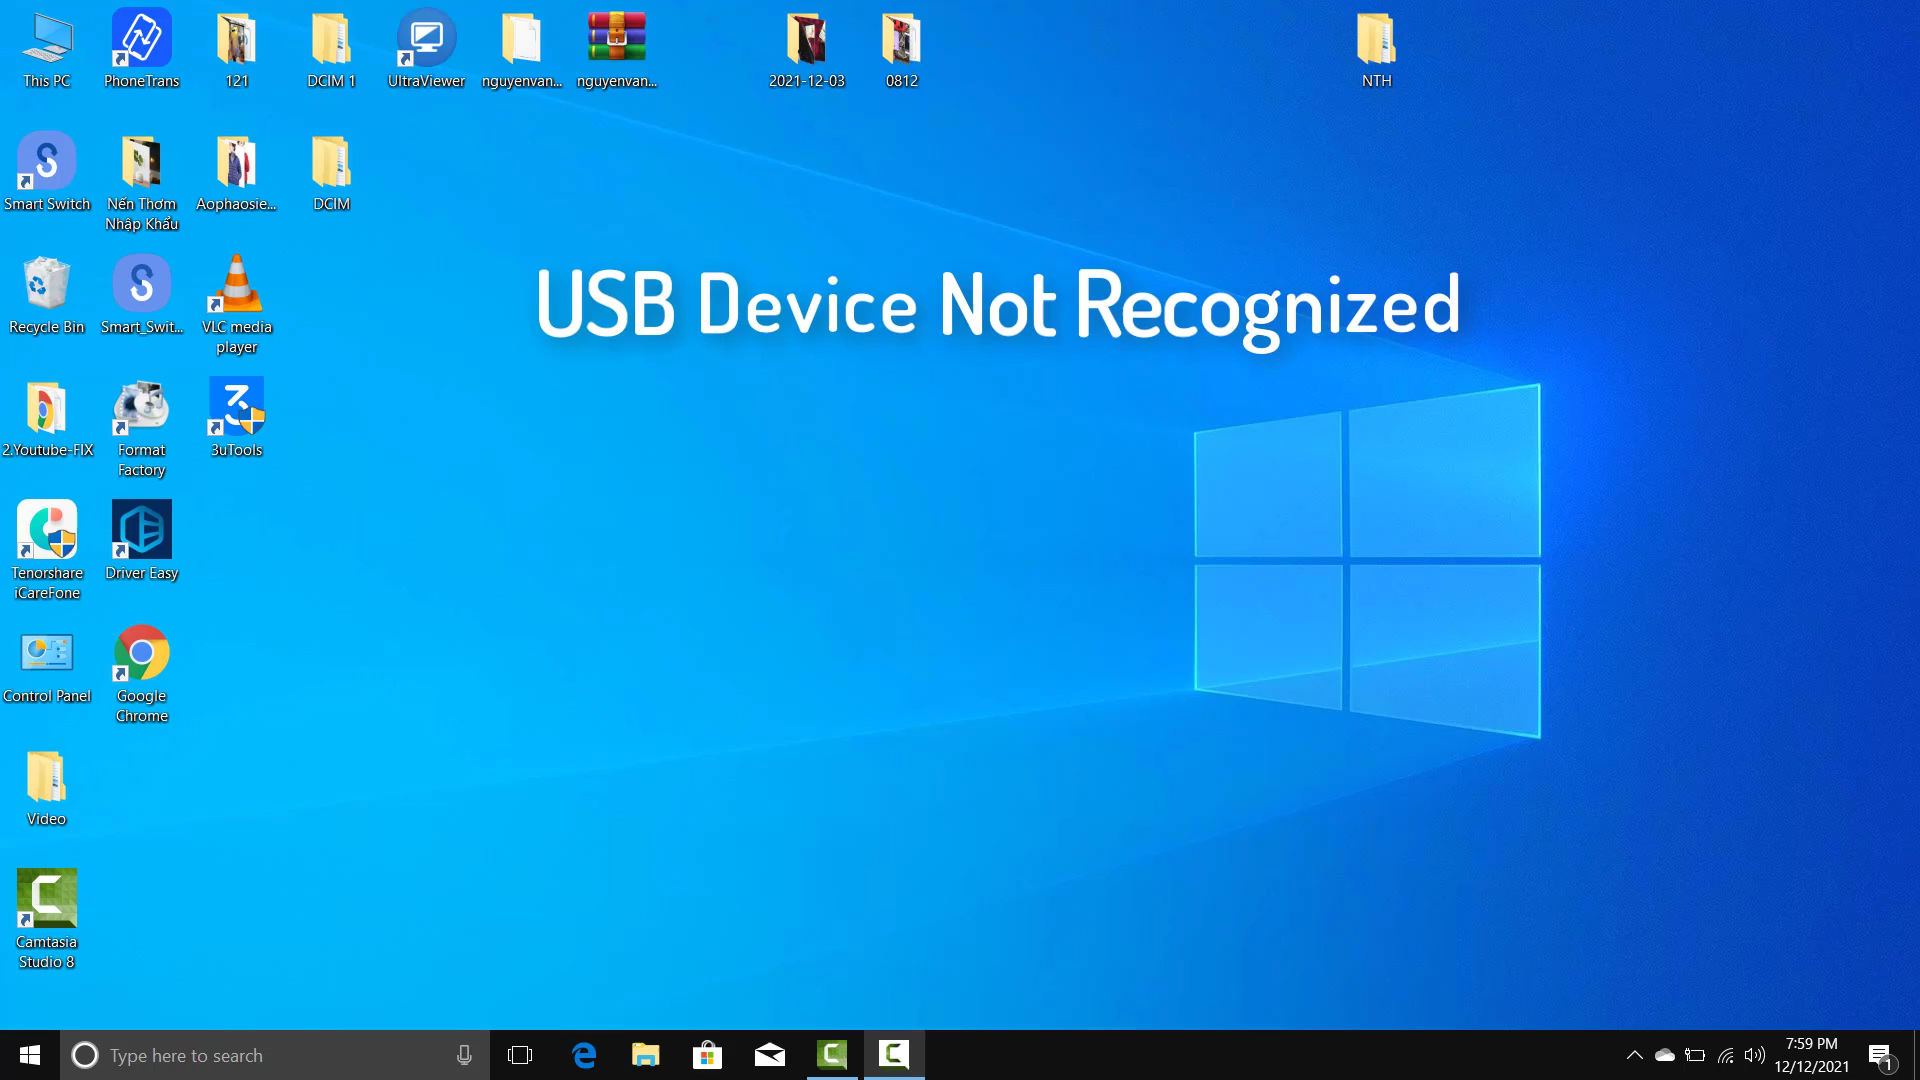 This PC
PhoneTrans
121
DCIM 1
UltraViewer
nguyenvan...
nguyenvan...
2021-12-03
0812
NTH
Smart Switch
Nến Thơm
Nhập Khẩu
Aophaosie...
DCIM
USB Device Not Recognized
Recycle Bin
Smart_Swit...
VLC media
player
2.Youtube-FIX
Format
Factory
3uTools
Tenorshare
iCareFone
Driver Easy
Control Panel
Google
Chrome
Video
Camtasia
Studio 8
Type here to search
7:59 PM
12/12/2021
1